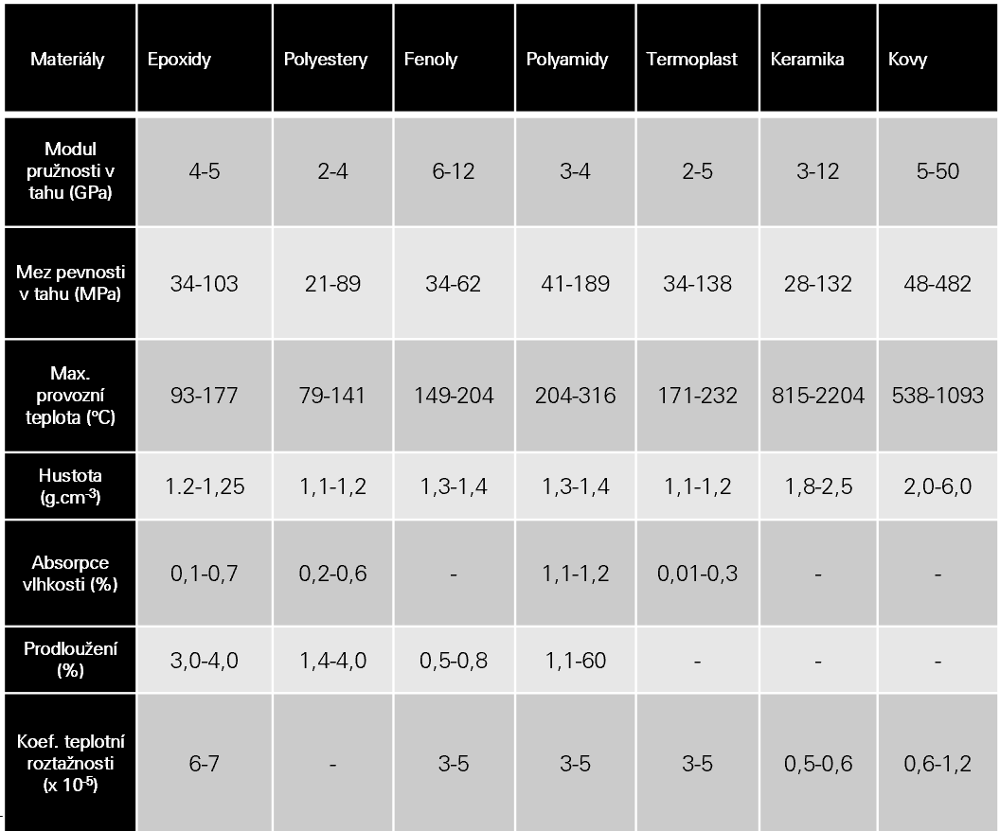 Materiály Epoxidy Polyestery Fenoly Polyamidy Termoplast Keramika Kovy
Modul
pružnosti v
tahu (GPa)
4-5 2-4 6-12 3-4 2-5 3-12 5-50
Mez pevnosti
v tahu (MPa)
34-103 21-89 34-62 41-189 34-138 28-132 48-482
Max.
provozní
teplota (°C)
93-177 79-141 149-204 204-316 171-232 815-2204 538-1093
Hustota
(g.cm-3)
1.2-1,25 1,1-1,2 1,3-1,4 1,3-1,4 1,1-1,2 1,8-2,5 2,0-6,0
Absorpce
vlhkosti (%)
0,1-0,7 0,2-0,6 - 1,1-1,2 0,01-0,3 - -
Prodloužení
(%)
3,0-4,0 1,4-4,0 0,5-0,8 1,1-60 - - -
Koef. teplotní
roztažnosti
(x 10-5)
6-7 - 3-5 3-5 3-5 0,5-0,6 0,6-1,2